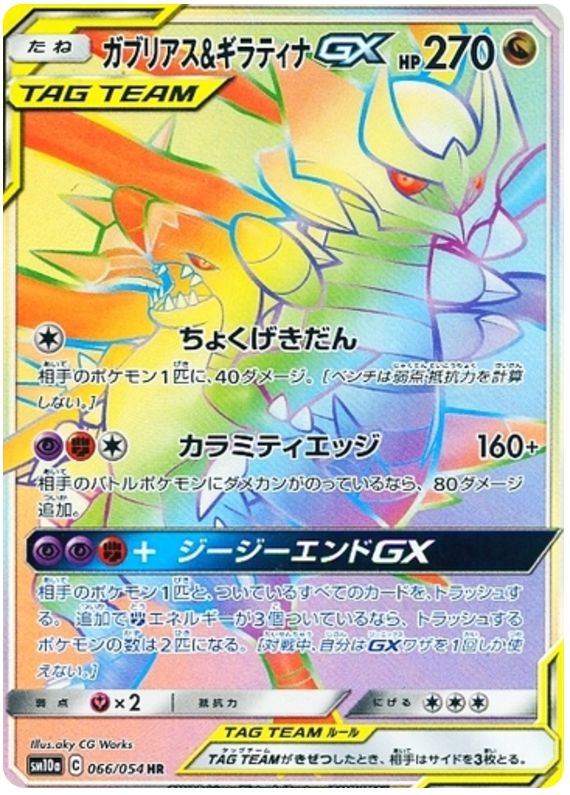 たね ガブリアス&ギラティナGX HP270
TAG TEAM
ちょくげきだん
相手のポケモン1匹に、40ダメージ。[ベンチは弱点・抵抗力を計算
しない。]
カラミティエッジ 160+
相手のバトルポケモンにダメカンがのっているなら、80ダメージ
追加。
+ ジージーエンドGX
相手のポケモン1匹と、ついているすべてのカードを、トラッシュす
る。追加でエネルギーが3個ついているなら、トラッシュする
ポケモンの数は2匹になる。[対戦中、自分はGXワザを1回しか使
えない。]
弱点 ×2 抵抗力 にげる
TAG TEAM ルール
Illus.aky CG Works
TAG TEAMがきぜつしたとき、相手はサイドを3枚とる。
SM10a C 066/054 HR